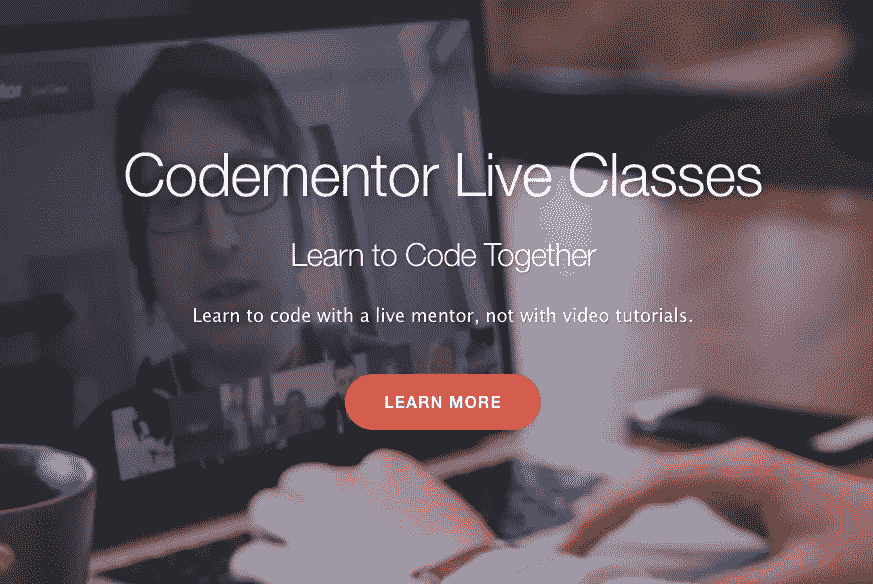 Codementor Live Classes
Learn to Code Together
Learn to code with a live mentor, not with video tutorials.
LEARN MORE